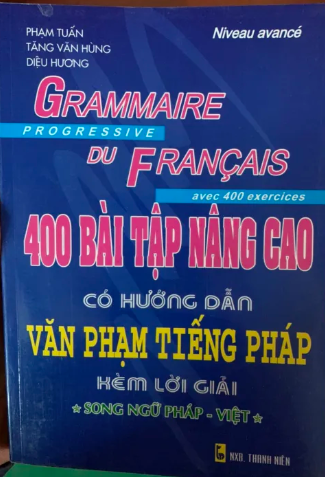 PHẠM TUẤN
TĂNG VĂN HÙNG
DIỆU HƯƠNG
Niveau avancé
GRAMMAIRE
PROGRESSIVE
DU FRANÇAIS
avec 400 exercices
400 BÀI TẬP NÂNG CAO
CÓ HƯỚNG DẪN
VĂN PHẠM TIẾNG PHÁP
KÈM LỜI GIẢI
★ SONG NGỮ PHÁP - VIỆT ★
NXB. THANH NIÊN